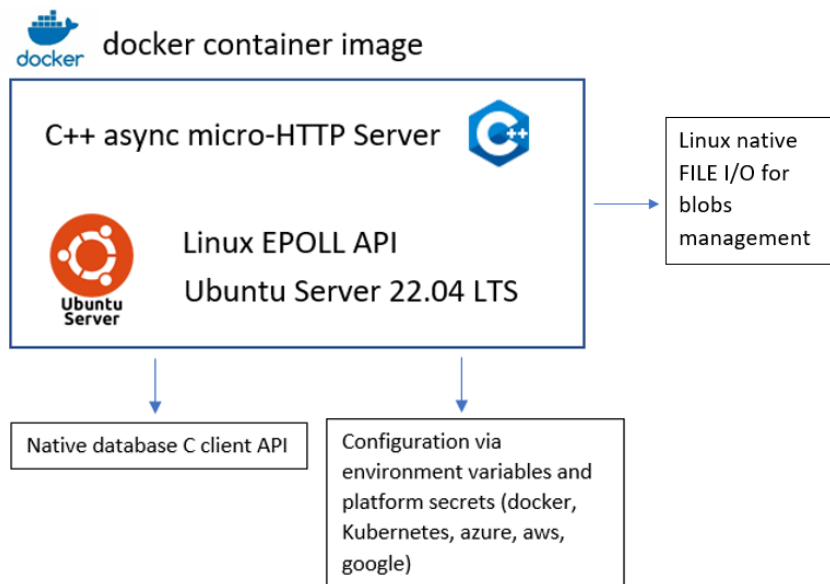 docker
docker container image
C++ async micro-HTTP Server
C++
Linux EPOLL API
Ubuntu Server 22.04 LTS
Ubuntu
Server
Linux native
FILE I/O for
blobs
management
Native database C client API
Configuration via
environment variables and
platform secrets (docker,
Kubernetes, azure, aws,
google)